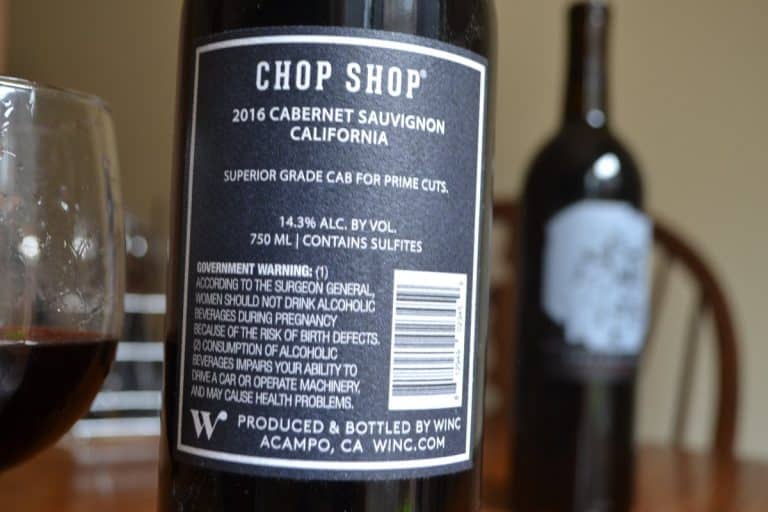 CHOP SHOP®
2016 CABERNET SAUVIGNON
CALIFORNIA
SUPERIOR GRADE CAB FOR PRIME CUTS.
14.3% ALC. BY VOL.
750 ML | CONTAINS SULFITES
GOVERNMENT WARNING: (1)
ACCORDING TO THE SURGEON GENERAL,
WOMEN SHOULD NOT DRINK ALCOHOLIC
BEVERAGES DURING PREGNANCY
BECAUSE OF THE RISK OF BIRTH DEFECTS.
(2) CONSUMPTION OF ALCOHOLIC
BEVERAGES IMPAIRS YOUR ABILITY TO
DRIVE A CAR OR OPERATE MACHINERY,
AND MAY CAUSE HEALTH PROBLEMS.
W PRODUCED & BOTTLED BY WINC
ACAMPO, CA WINC.COM